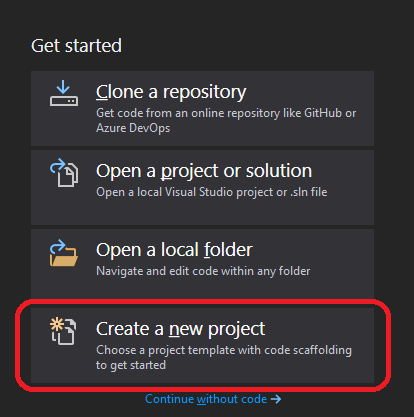 Get started
Clone a repository
Get code from an online repository like GitHub or
Azure DevOps
Open a project or solution
Open a local Visual Studio project or .sln file
Open a local folder
Navigate and edit code within any folder
Create a new project
Choose a project template with code scaffolding
to get started
Continue without code →